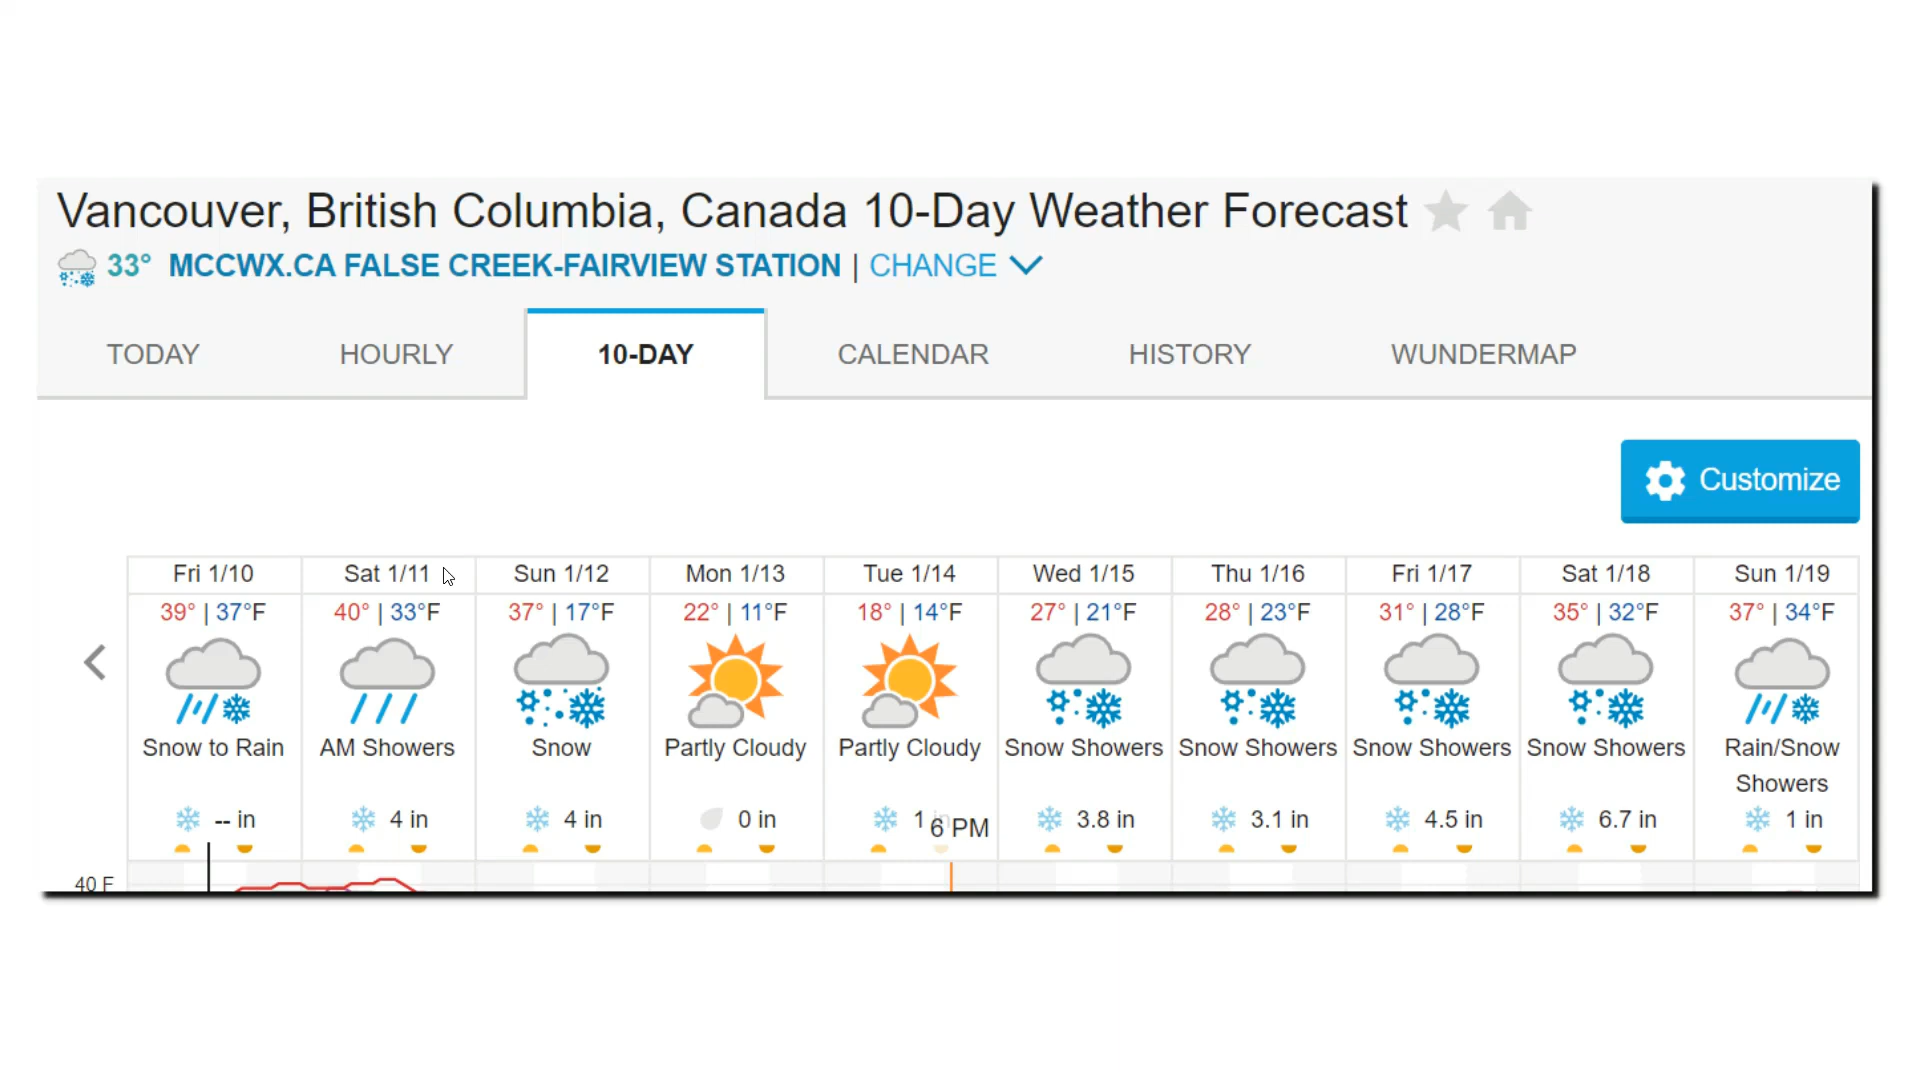 Vancouver, British Columbia, Canada 10-Day Weather Forecast
33° MCCWX.CA FALSE CREEK-FAIRVIEW STATION | CHANGE
TODAY HOURLY 10-DAY CALENDAR HISTORY WUNDERMAP
Customize
Fri 1/10 Sat 1/11 Sun 1/12 Mon 1/13 Tue 1/14 Wed 1/15 Thu 1/16 Fri 1/17 Sat 1/18 Sun 1/19
39° | 37°F 40° | 33°F 37° | 17°F 22° | 11°F 18° | 14°F 27° | 21°F 28° | 23°F 31° | 28°F 35° | 32°F 37° | 34°F
Snow to Rain AM Showers Snow Partly Cloudy Partly Cloudy Snow Showers Snow Showers Snow Showers Snow Showers Rain/Snow
Showers
-- in 4 in 4 in 0 in 1 in 3.8 in 3.1 in 4.5 in 6.7 in 1 in
6 PM
40 F